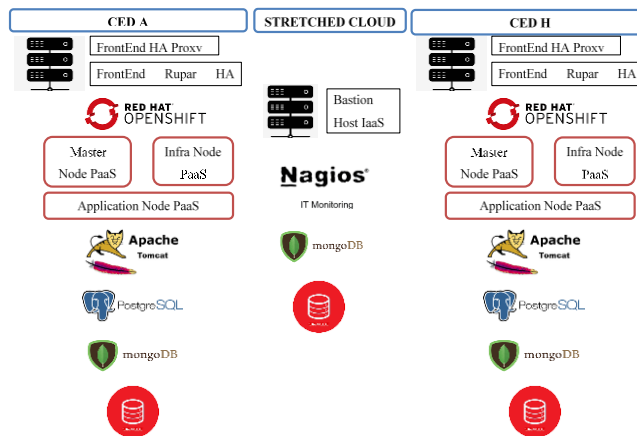 CED A
STRETCHED CLOUD
CED H
FrontEnd HA Proxy
FrontEnd Rupar HA
RED HAT®
OPENSHIFT
Master
Node PaaS
Infra Node
PaaS
Application Node PaaS
Apache
Tomcat
PostgreSQL
mongoDB
Bastion
Host IaaS
Nagios®
IT Monitoring
mongoDB
FrontEnd HA Proxy
FrontEnd Rupar HA
RED HAT®
OPENSHIFT
Master
Node PaaS
Infra Node
PaaS
Application Node PaaS
Apache
Tomcat
PostgreSQL
mongoDB